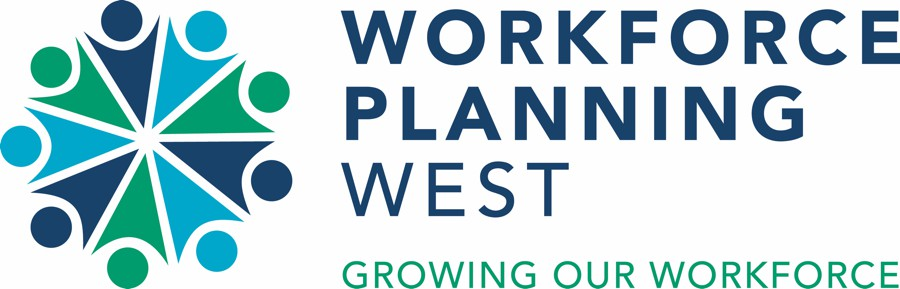 WORKFORCE
PLANNING
WEST
GROWING OUR WORKFORCE